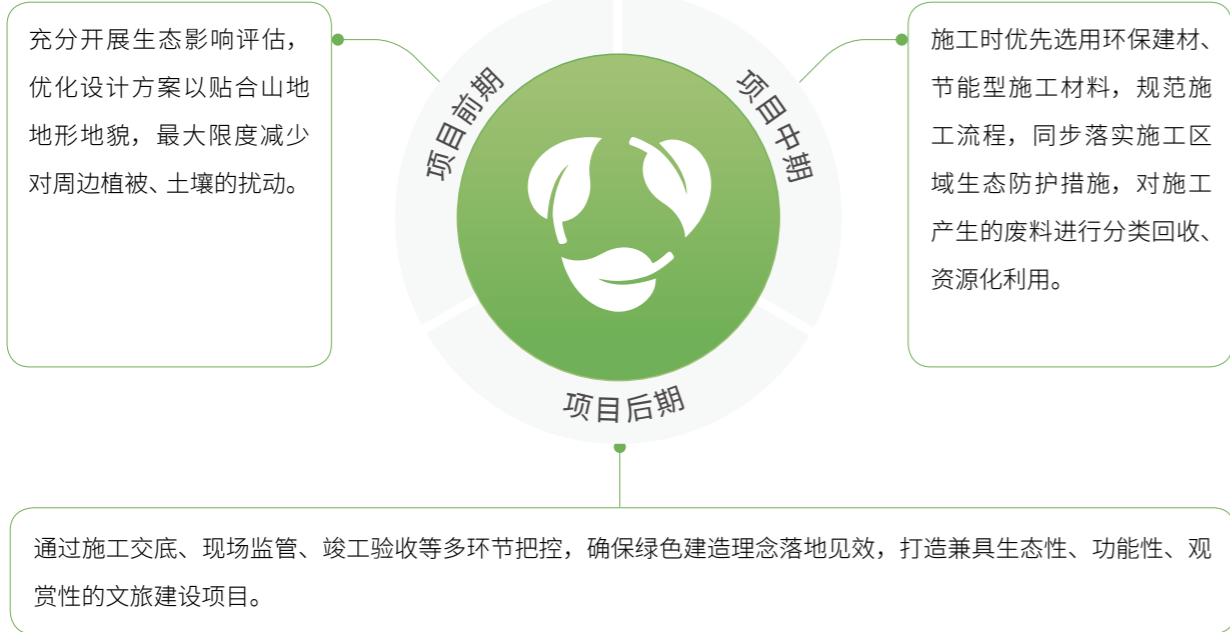 项目前期
充分开展生态影响评估，
优化设计方案以贴合山地
地形地貌，最大限度减少
对周边植被、土壤的扰动。
项目中期
施工时优先选用环保建材、
节能型施工材料，规范施
工流程，同步落实施工区
域生态防护措施，对施工
产生的废料进行分类回收、
资源化利用。
项目后期
通过施工交底、现场监管、竣工验收等多环节把控，确保绿色建造理念落地见效，打造兼具生态性、功能性、观
赏性的文旅建设项目。